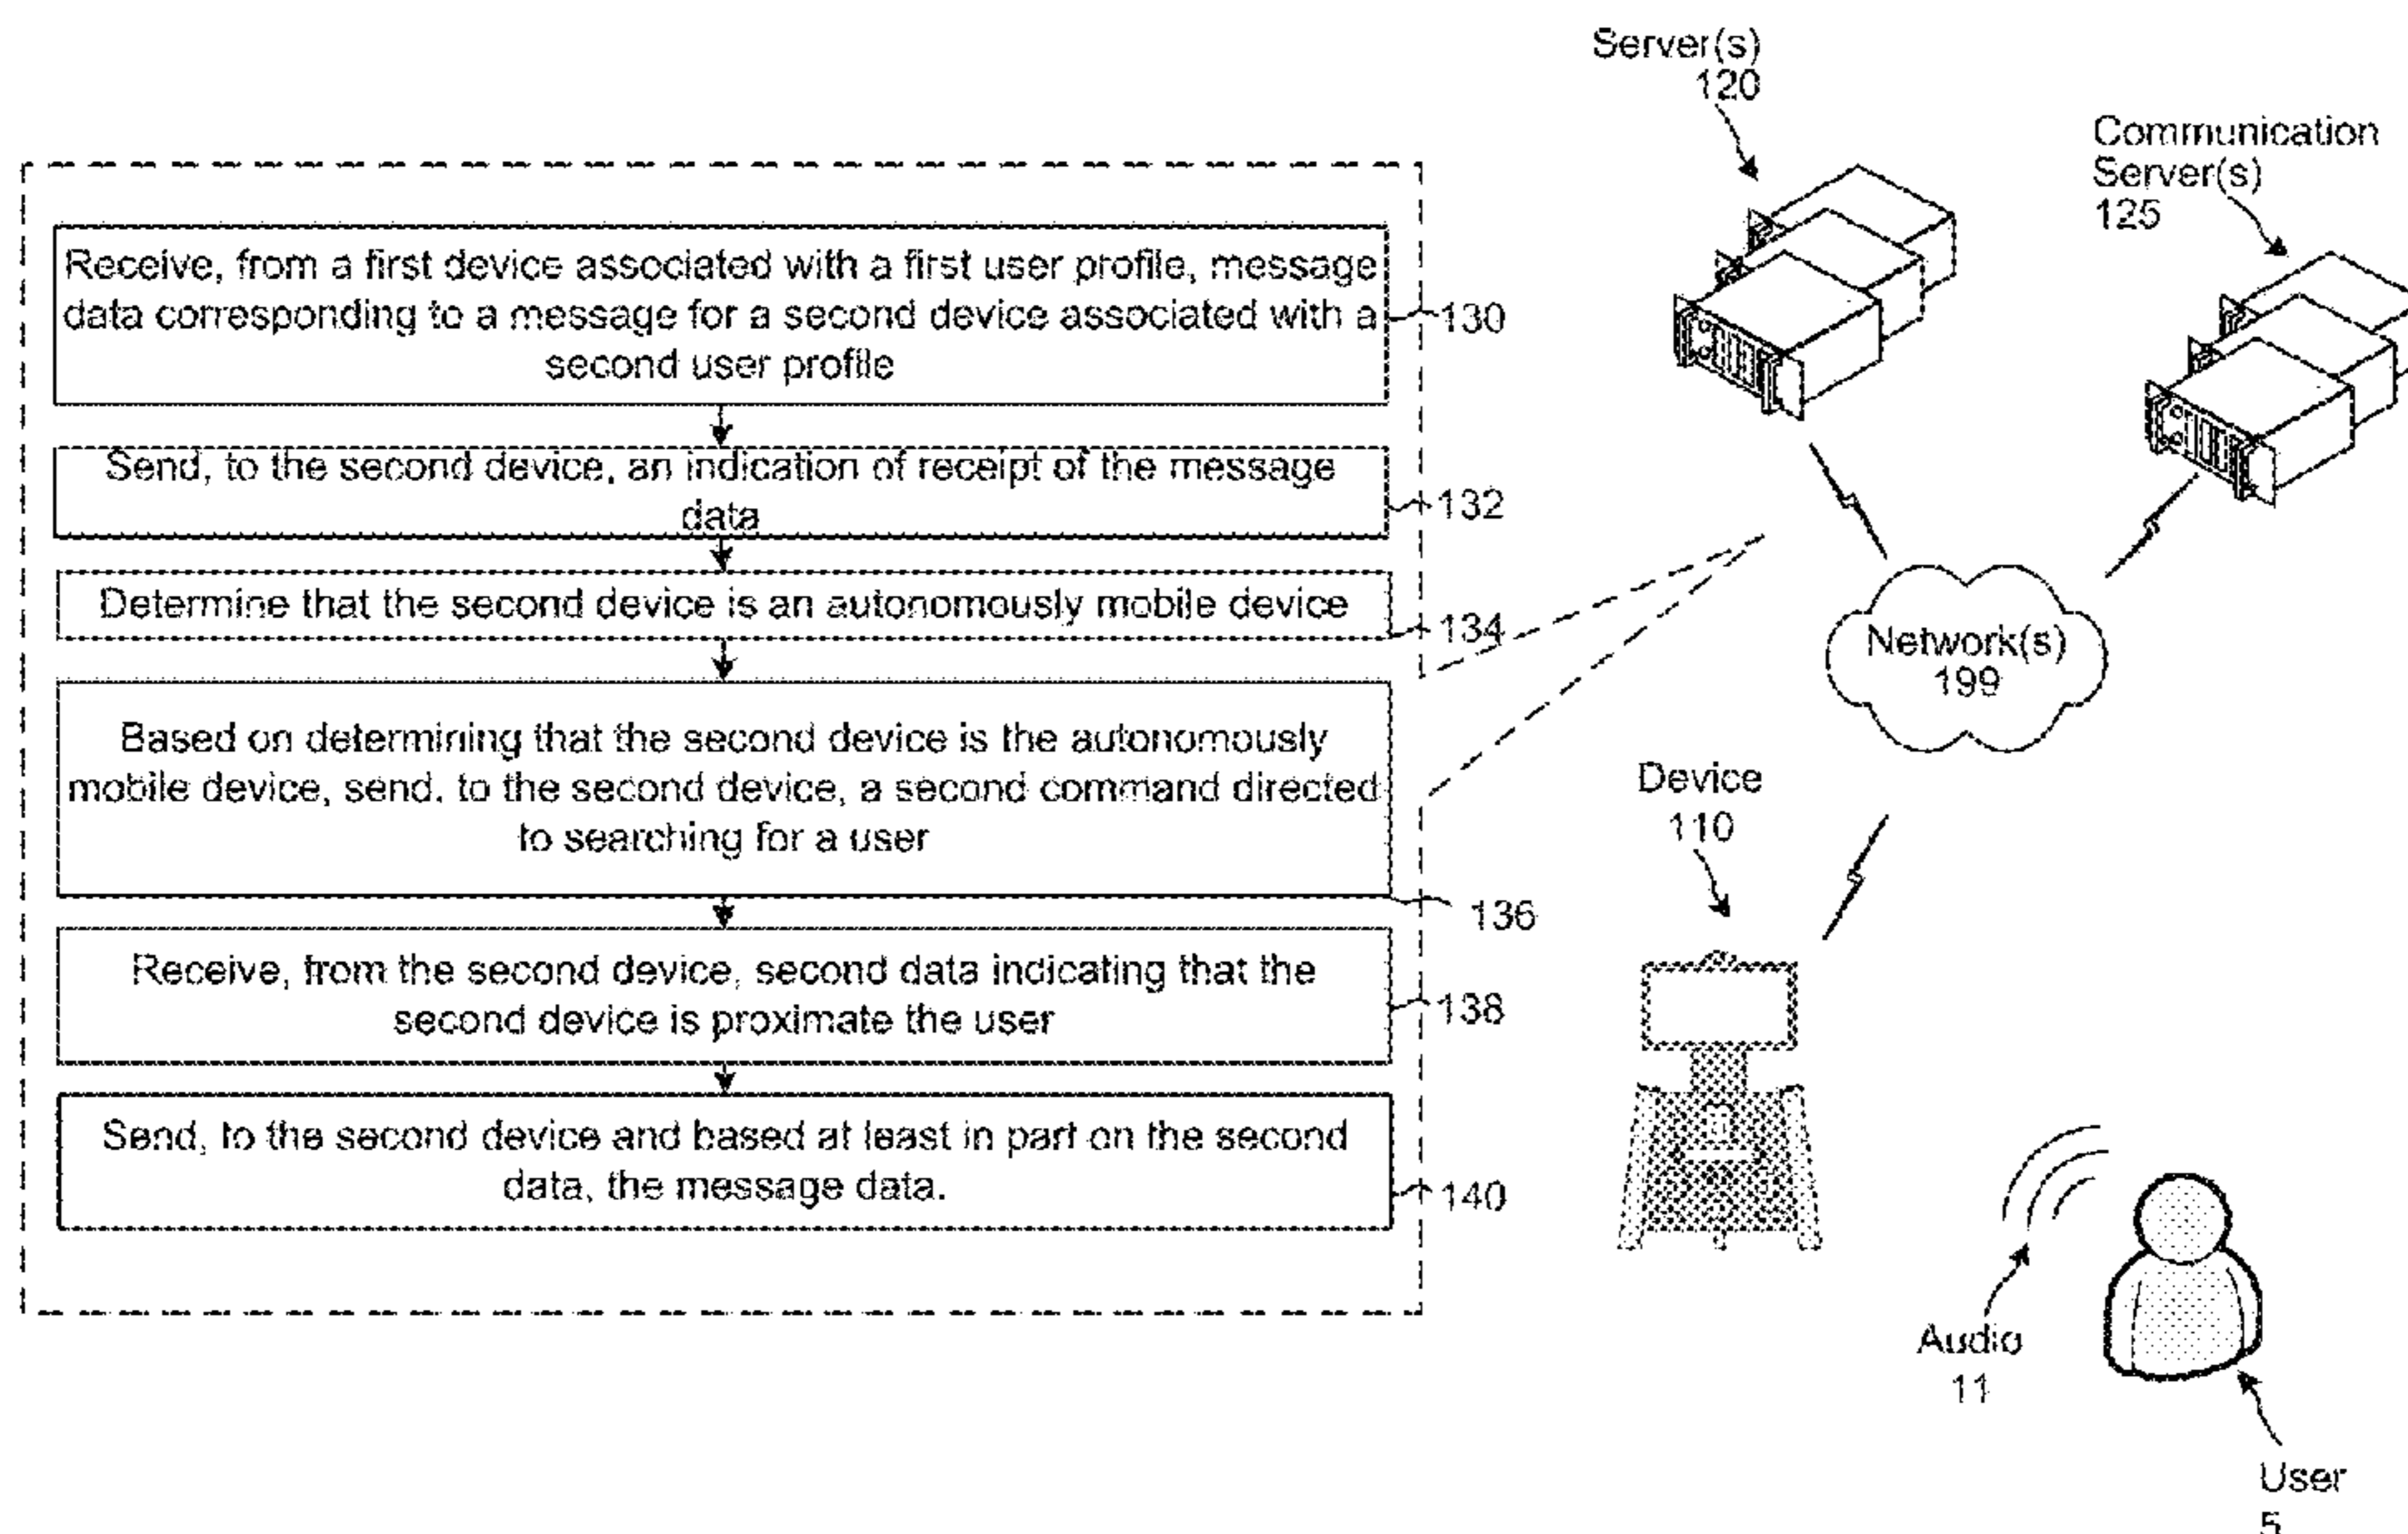 Receive, from a first device associated with a first user profile, message
data corresponding to a message for a second device associated with a
second user profile
130
Send, to the second device, an indication of receipt of the message
data
132
Determine that the second device is an autonomously mobile device
134
Based on determining that the second device is the autonomously
mobile device, send, to the second device, a second command directed
to searching for a user
136
Receive, from the second device, second data indicating that the
second device is proximate the user
138
Send, to the second device and based at least in part on the second
data, the message data.
140
Server(s)
120
Communication
Server(s)
125
Network(s)
199
Device
110
Audio
11
User
5